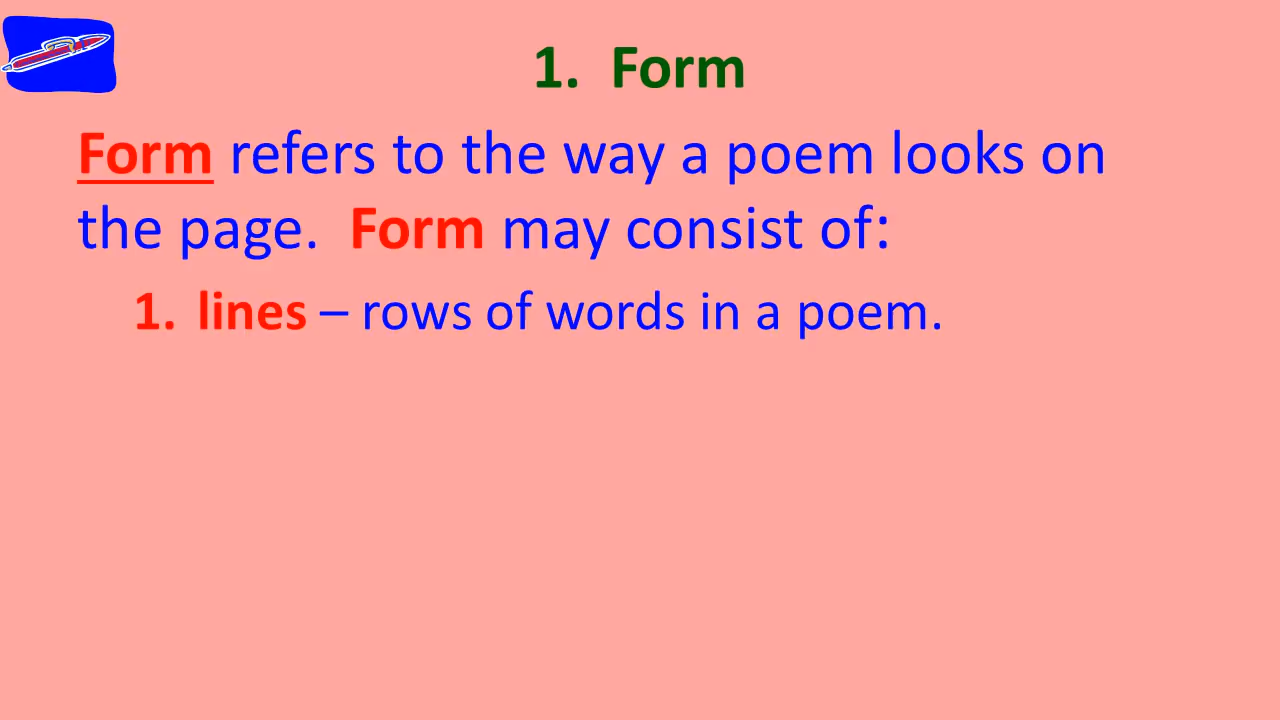 1. Form
Form refers to the way a poem looks on
the page. Form may consist of:
1. lines – rows of words in a poem.